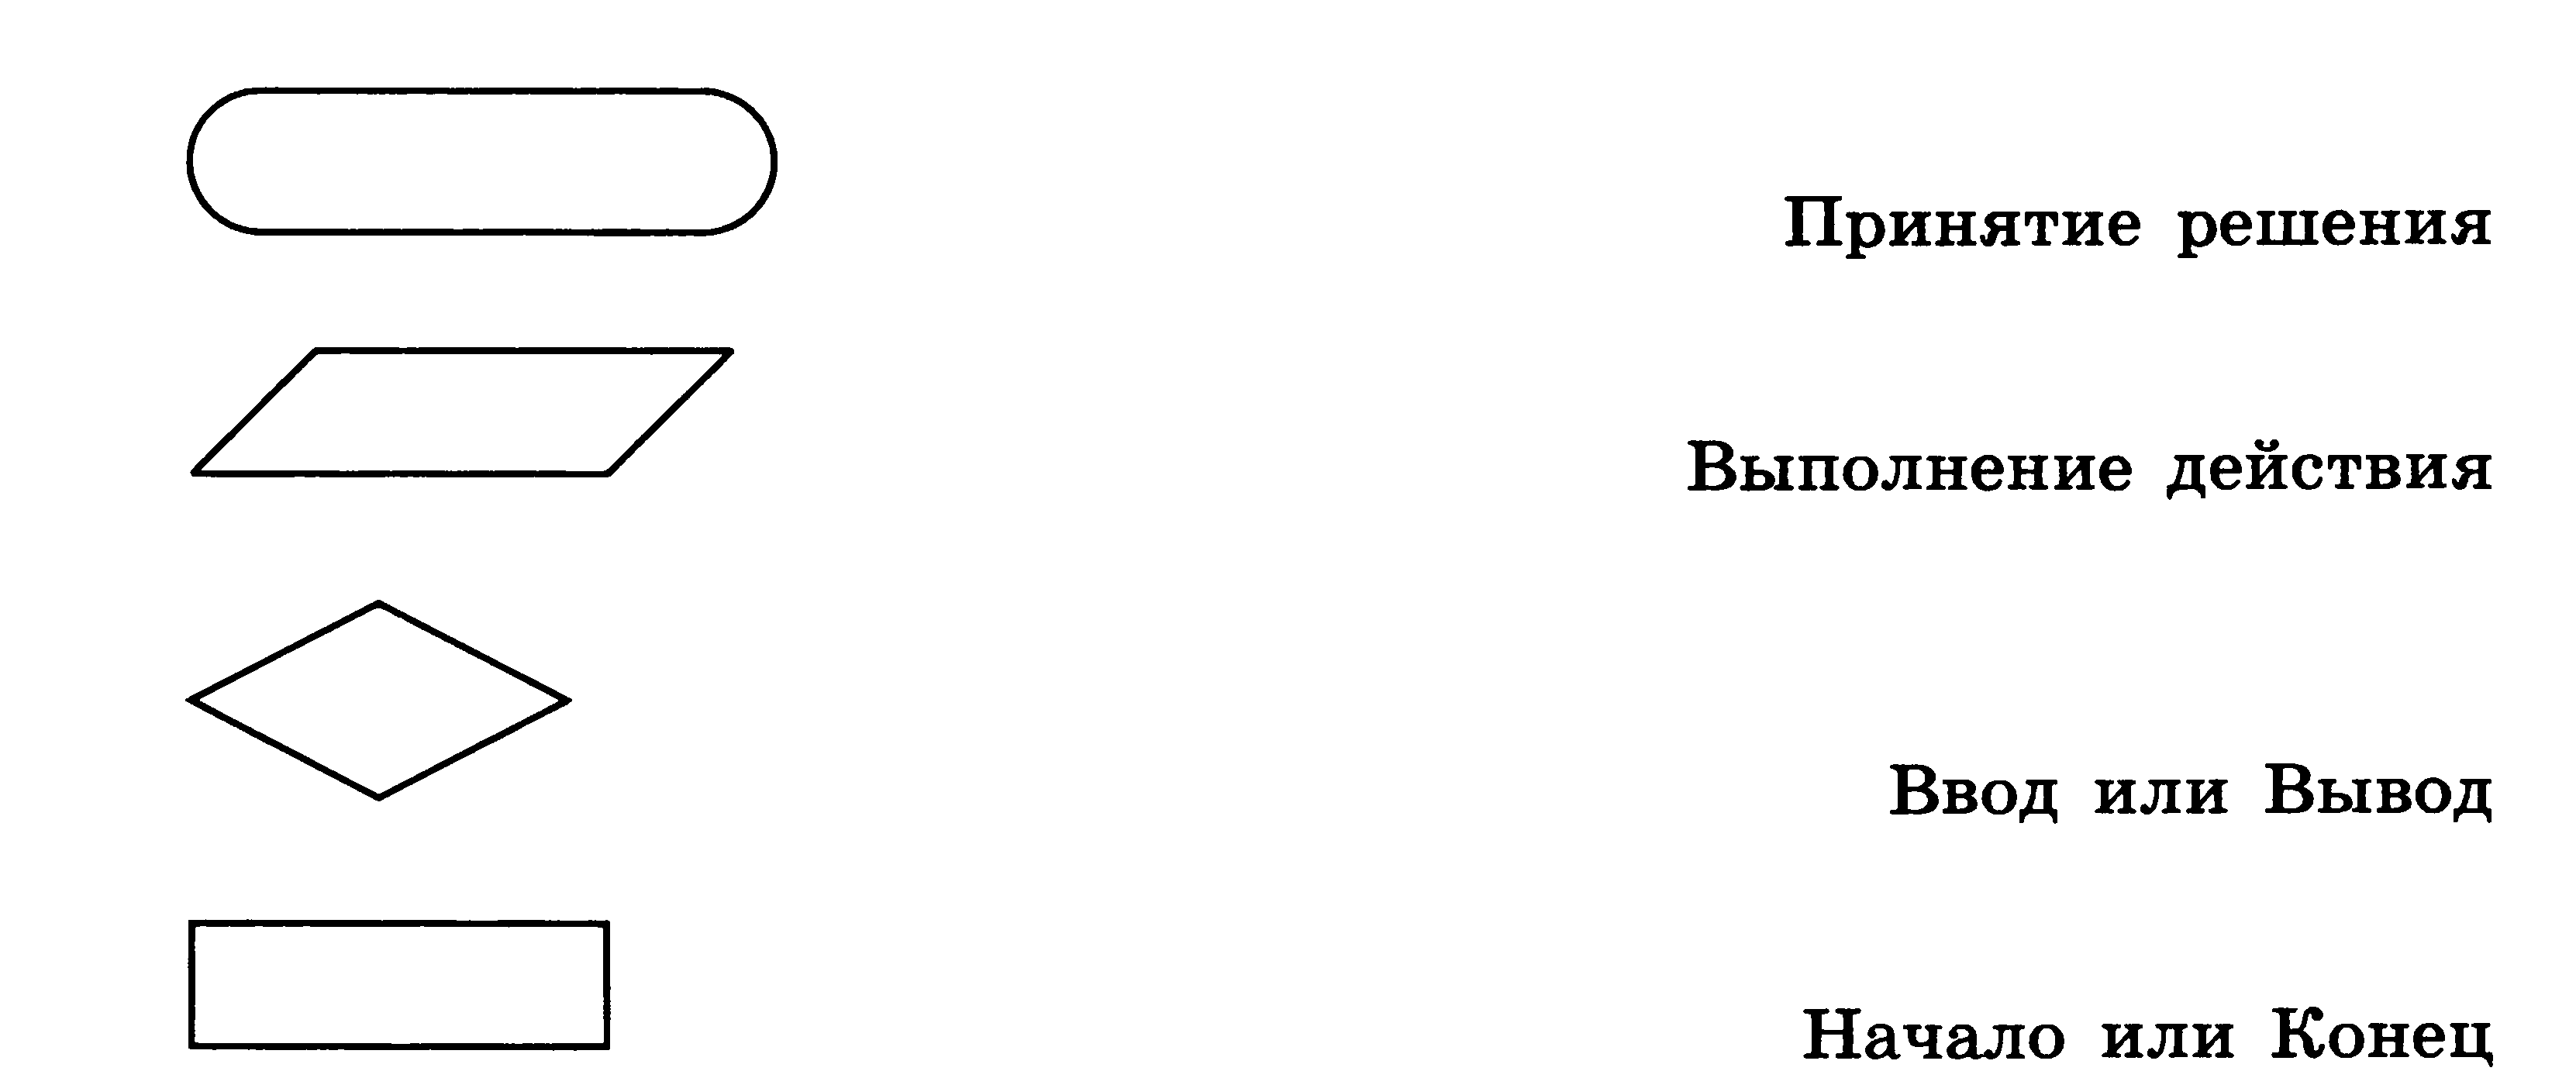 Принятие решения
Выполнение действия
Ввод или Вывод
Начало или Конец